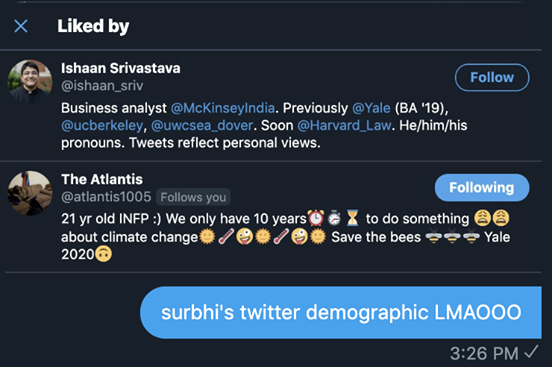 Liked by
Ishaan Srivastava
@ishaan_sriv
Follow
Business analyst @McKinseyIndia. Previously @Yale (BA '19),
@ucberkeley, @uwcsea_dover. Soon @Harvard_Law. He/him/his
pronouns. Tweets reflect personal views.
The Atlantis
@atlantis1005 Follows you
Following
21 yr old INFP :) We only have 10 years⏰⏱️⏳ to do something 😩😩
about climate change🌞🌡️🤪🌞🌡️🤪🌞 Save the bees 🐝🐝🐝 Yale
2020🙃
surbhi's twitter demographic LMAOOO
3:26 PM ✓